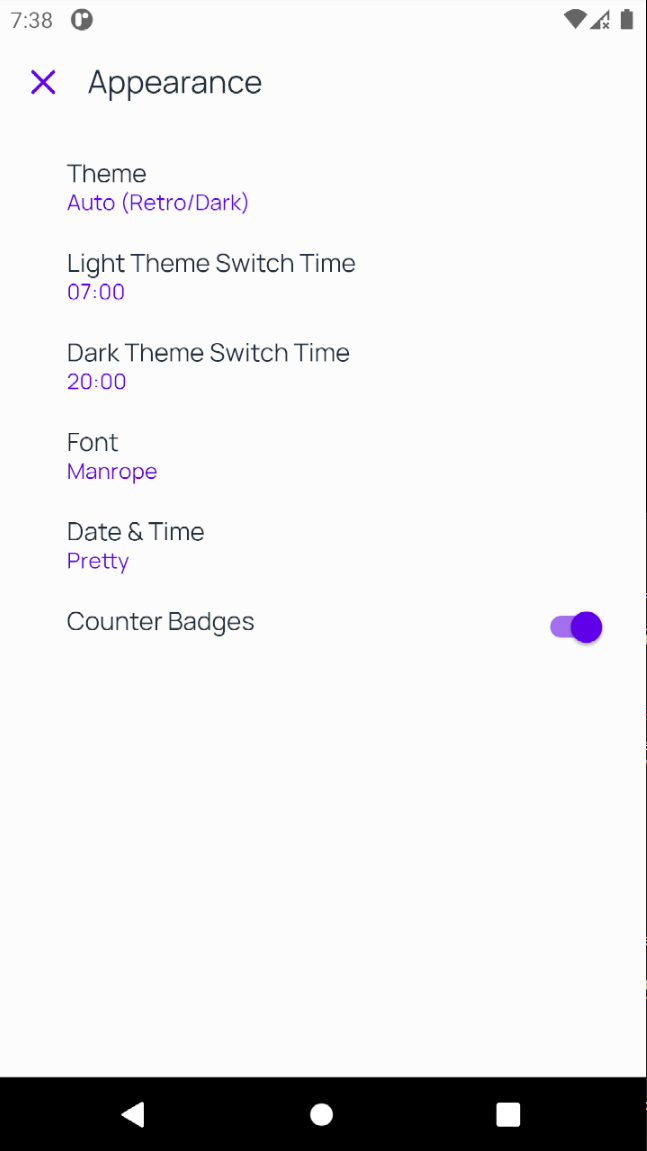 7:38
Appearance
Theme
Auto (Retro/Dark)
Light Theme Switch Time
07:00
Dark Theme Switch Time
20:00
Font
Manrope
Date & Time
Pretty
Counter Badges